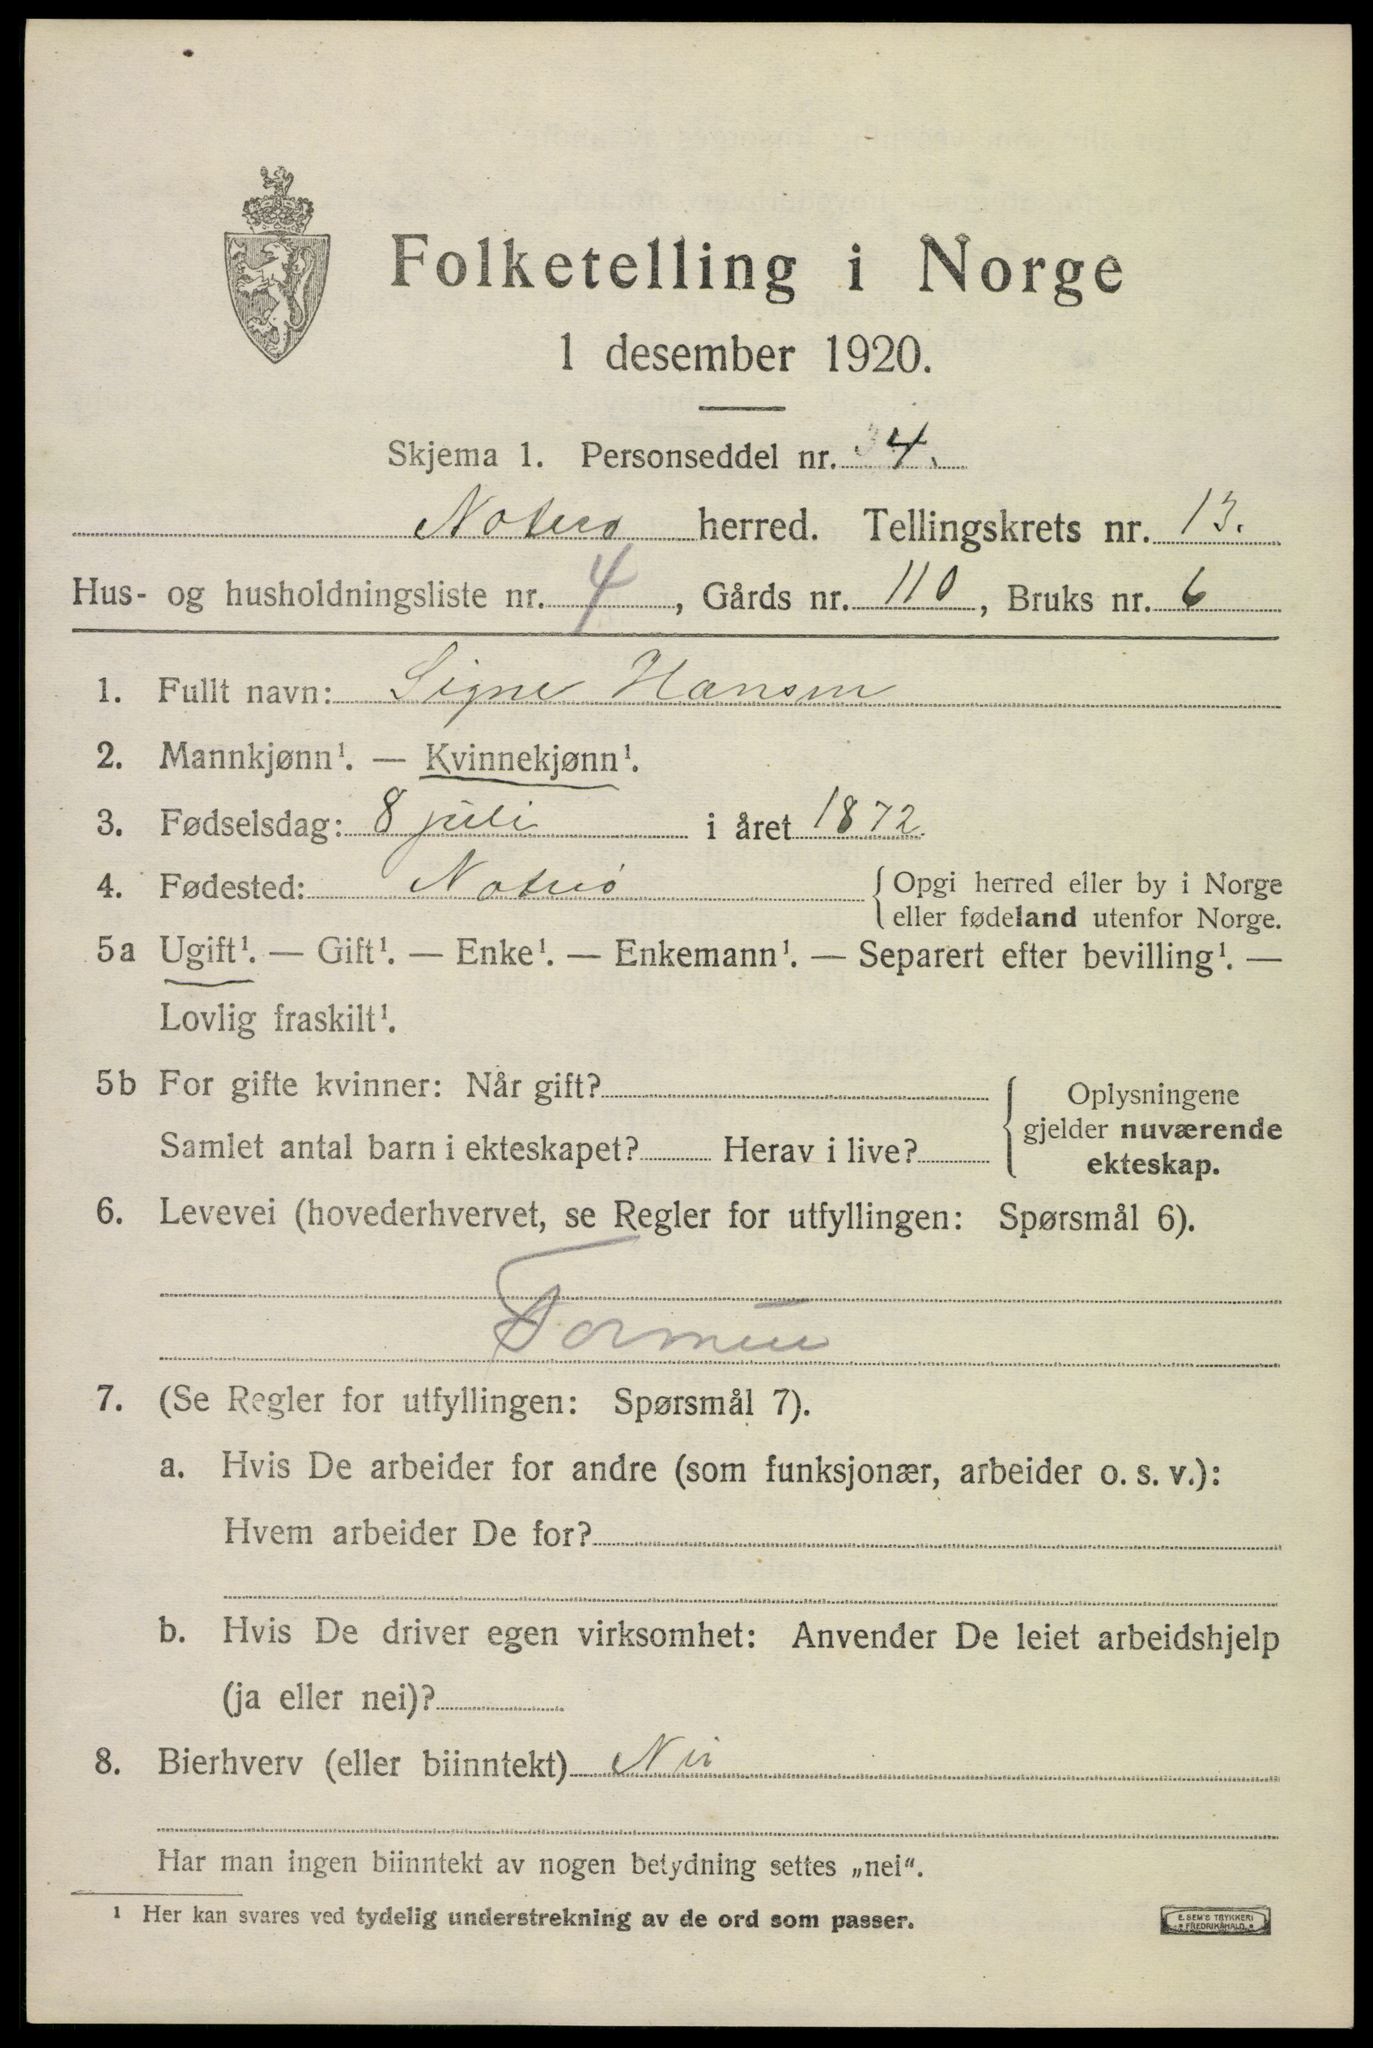 Folketelling i Norge
1 desember 1920.
Skjema 1. Personseddel nr. 34.
Noterø herred. Tellingskrets nr. 13.
Hus- og husholdningsliste nr. 4, Gårds nr. 110, Bruks nr. 6
1. Fullt navn: Signe Hansen
2. Mannkjønn¹. — Kvinnekjønn¹.
3. Fødselsdag: 8 juli i året 1872.
4. Fødested: Noterö {Opgi herred eller by i Norge
eller fødeland utenfor Norge.
5a Ugift¹. — Gift¹. — Enke¹. — Enkemann¹. — Separert efter bevilling¹. —
Lovlig fraskilt¹.
5b For gifte kvinner: Når gift? {Oplysningene
gjelder nuværende
ekteskap.
Samlet antal barn i ekteskapet? Herav i live?
6. Levevei (hovederhvervet, se Regler for utfyllingen: Spørsmål 6).
Formue
7. (Se Regler for utfyllingen: Spørsmål 7).
a. Hvis De arbeider for andre (som funksjonær, arbeider o. s. v.):
Hvem arbeider De for?
b. Hvis De driver egen virksomhet: Anvender De leiet arbeidshjelp
(ja eller nei)?
8. Bierhverv (eller biinntekt) Nei
Har man ingen biinntekt av nogen betydning settes „nei“.
¹ Her kan svares ved tydelig understrekning av de ord som passer.
E. SEM'S TRYKKERI
FREDRIKSHALD.